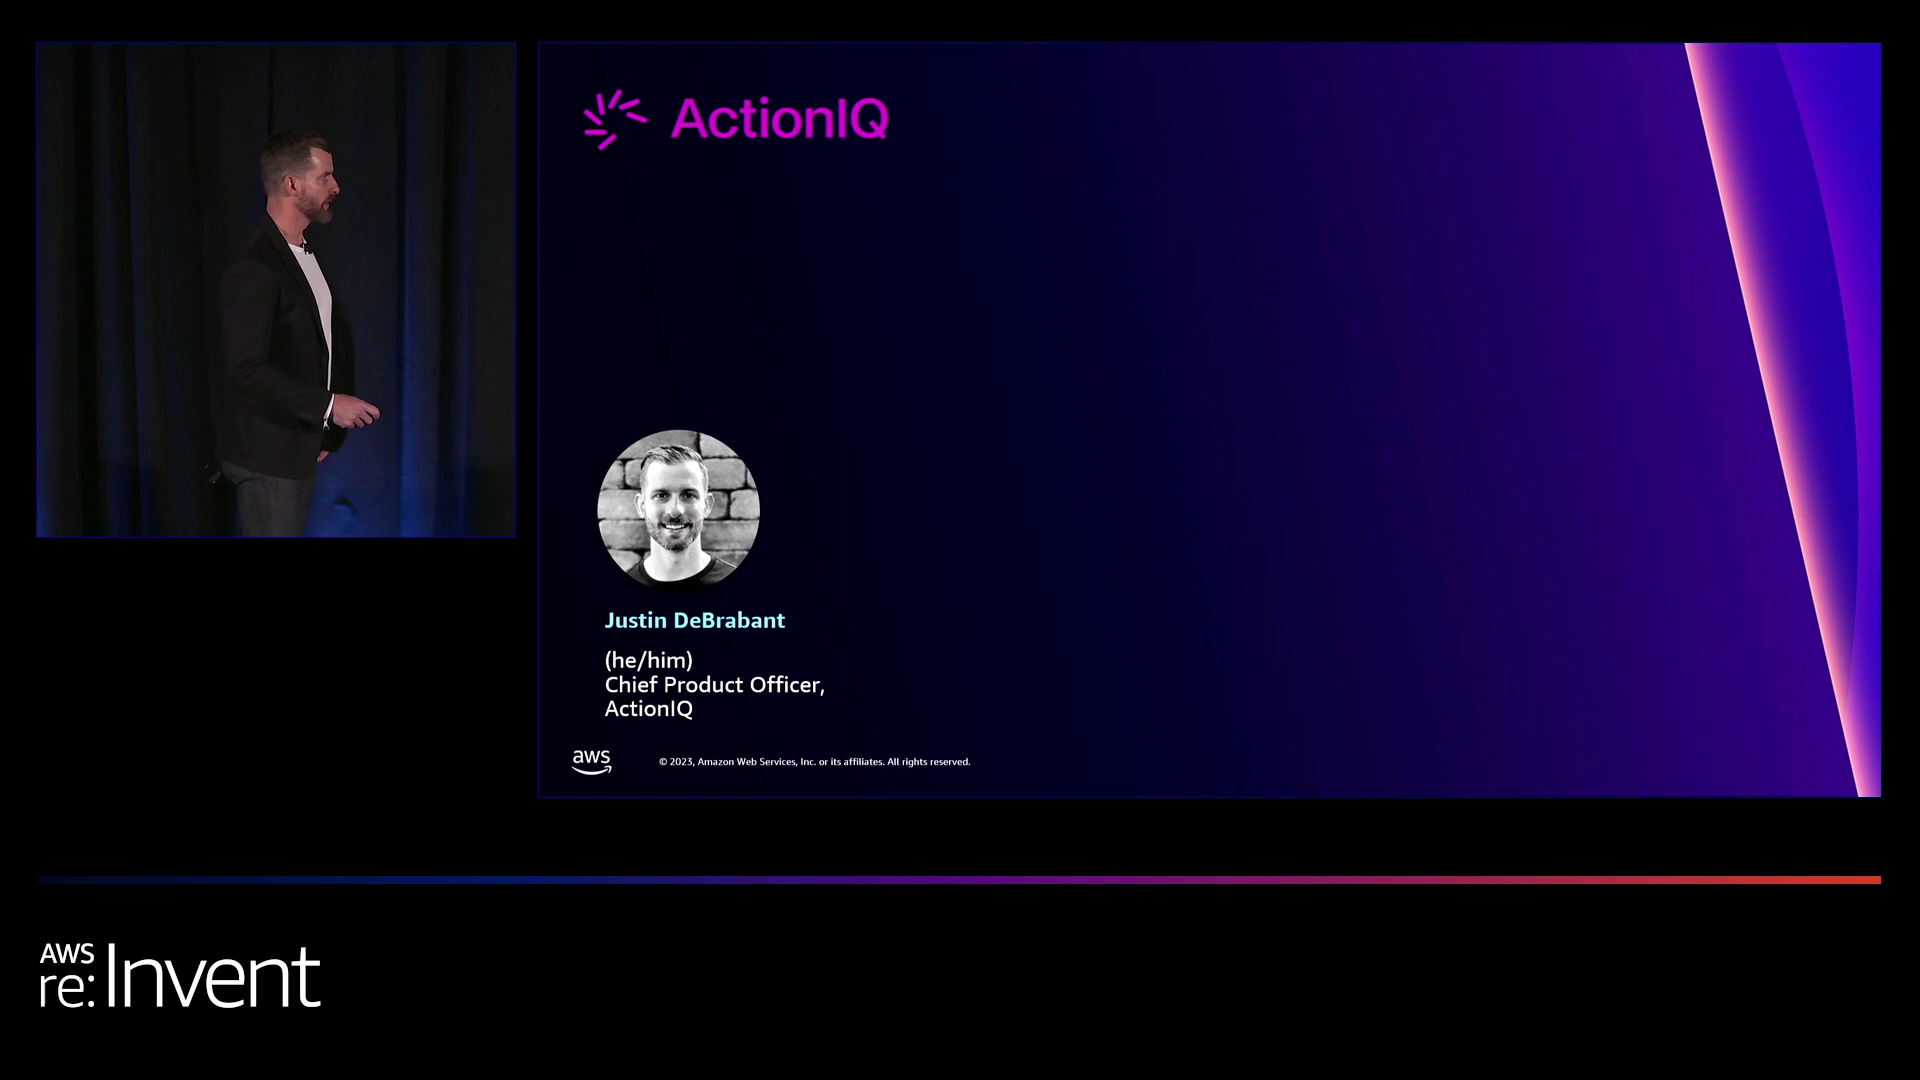 ActionIQ
Justin DeBrabant
(he/him)
Chief Product Officer,
ActionIQ
aws
© 2023, Amazon Web Services, Inc. or its affiliates. All rights reserved.
AWS
re:Invent